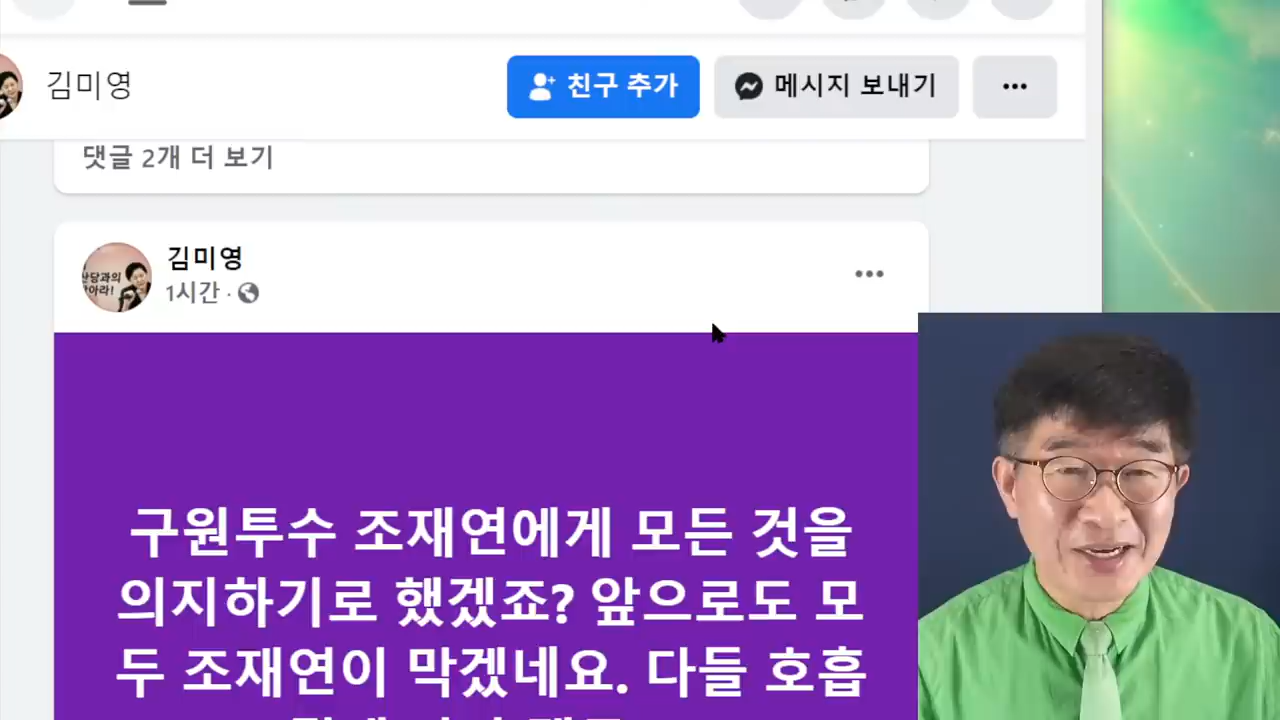 김미영
친구 추가
메시지 보내기
댓글 2개 더 보기
김미영
1시간 ·
구원투수 조재연에게 모든 것을
의지하기로 했겠죠? 앞으로도 모
두 조재연이 막겠네요. 다들 호흡